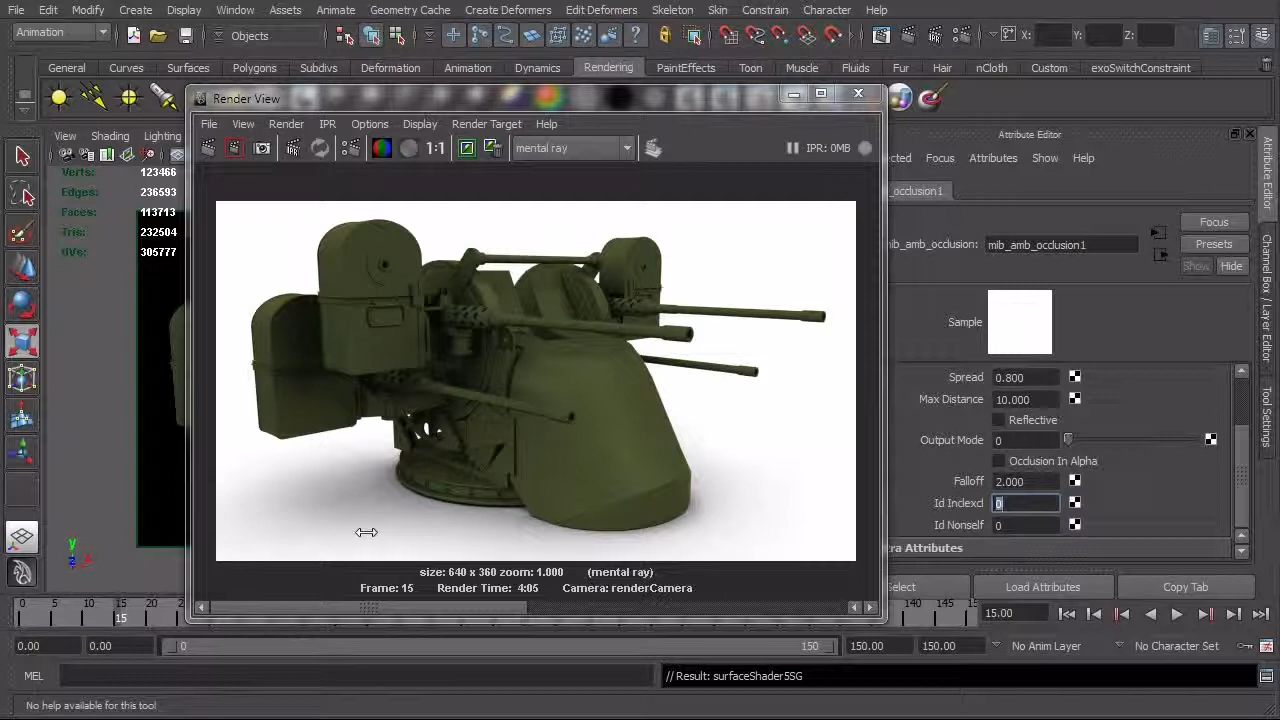 File Edit Modify Create Display Window Assets Animate Geometry Cache Create Deformers Edit Deformers Skeleton Skin Constrain Character Help
Animation Objects X: Y: Z:
General Curves Surfaces Polygons Subdivs Deformation Animation Dynamics Rendering PaintEffects Toon Muscle Fluids Fur Hair nCloth Custom exoSwitchConstraint
Render View
File View Render IPR Options Display Render Target Help
1:1 mental ray IPR: 0MB
View Shading Lighting
Verts: 123466
Edges: 236593
Faces: 113713
Tris: 232504
UVs: 305777
size: 640 x 360 zoom: 1.000 (mental ray)
Frame: 15 Render Time: 4:05 Camera: renderCamera
Attribute Editor
Focus Attributes Show Help
_occlusion1
mib_amb_occlusion: mib_amb_occlusion1
Focus
Presets
Show Hide
Sample
Spread 0.800
Max Distance 10.000
Reflective
Output Mode 0
Occlusion In Alpha
Falloff 2.000
Id Inclexcl 0
Id Nonself 0
tra Attributes
Select Load Attributes Copy Tab
Attribute Editor
Channel Box / Layer Editor
Tool Settings
y
z x
0 5 10 15 20 140 145 15
15
15.00
0.00 0.00 0 150 150.00 150.00 No Anim Layer No Character Set
MEL // Result: surfaceShader5SG
No help available for this tool